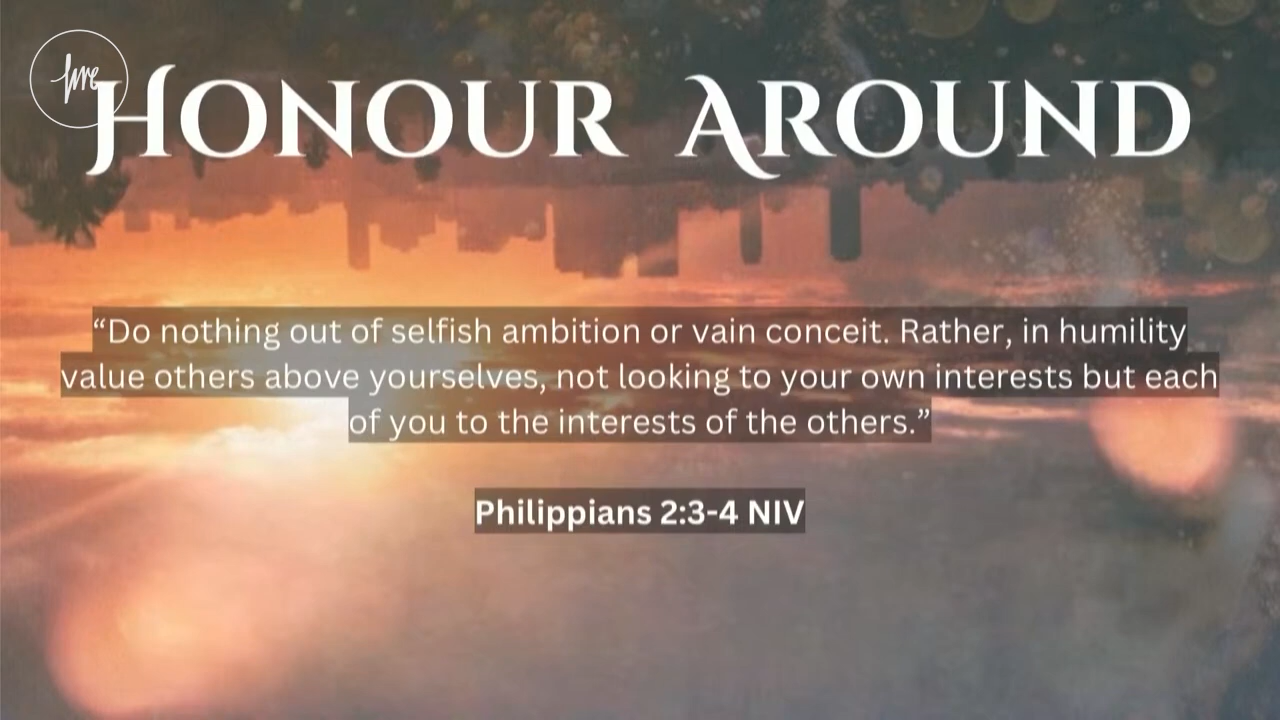 HONOUR AROUND
“Do nothing out of selfish ambition or vain conceit. Rather, in humility
value others above yourselves, not looking to your own interests but each
of you to the interests of the others.”
Philippians 2:3-4 NIV